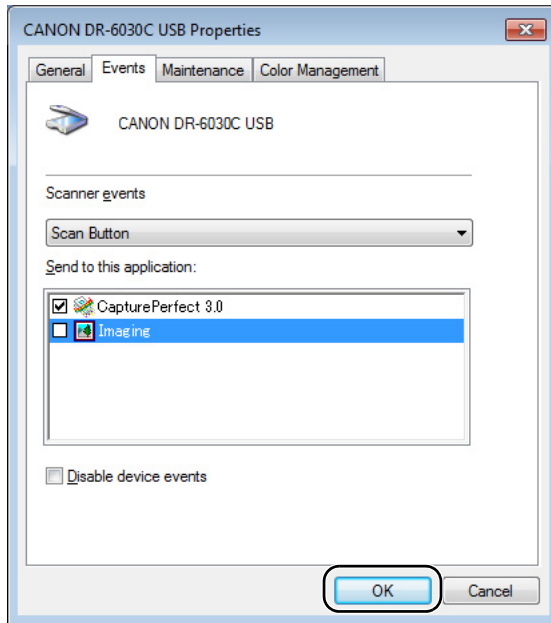 CANON DR-6030C USB Properties
General Events Maintenance Color Management
CANON DR-6030C USB
Scanner events
Scan Button
Send to this application:
CapturePerfect 3.0
Imaging
Disable device events
OK Cancel